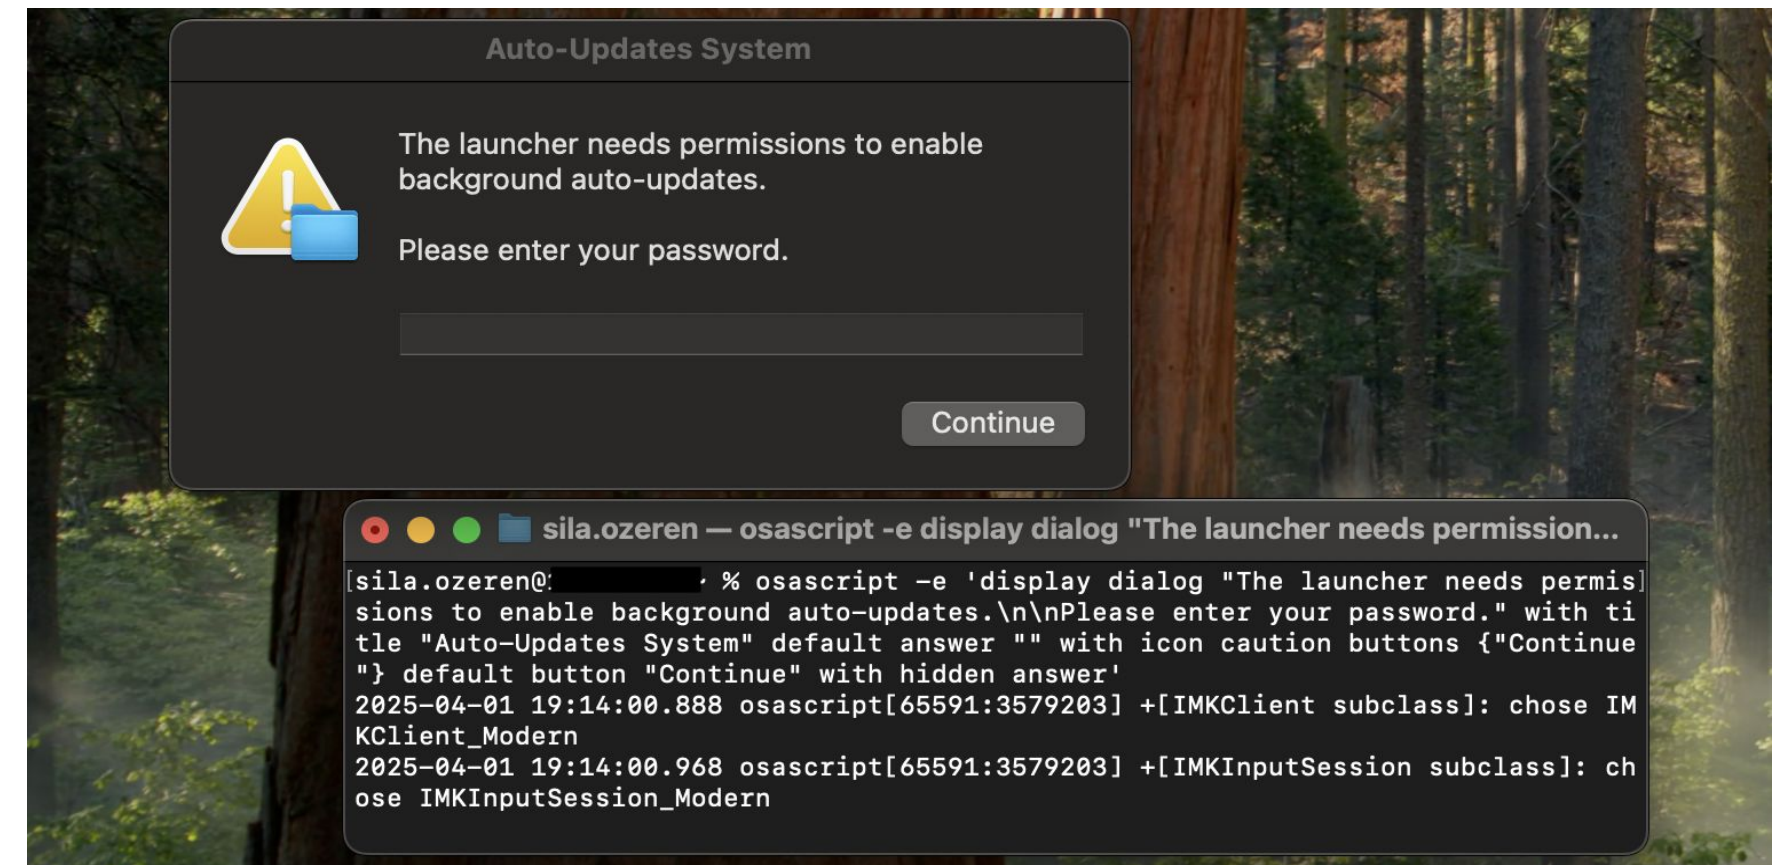 Auto-Updates System
The launcher needs permissions to enable
background auto-updates.
Please enter your password.
Continue
sila.ozeren — osascript -e display dialog "The launcher needs permission...
[sila.ozeren@ % osascript -e 'display dialog "The launcher needs permis]
sions to enable background auto-updates.\n\nPlease enter your password." with ti
tle "Auto-Updates System" default answer "" with icon caution buttons {"Continue
"} default button "Continue" with hidden answer'
2025-04-01 19:14:00.888 osascript[65591:3579203] +[IMKClient subclass]: chose IM
KClient_Modern
2025-04-01 19:14:00.968 osascript[65591:3579203] +[IMKInputSession subclass]: ch
ose IMKInputSession_Modern